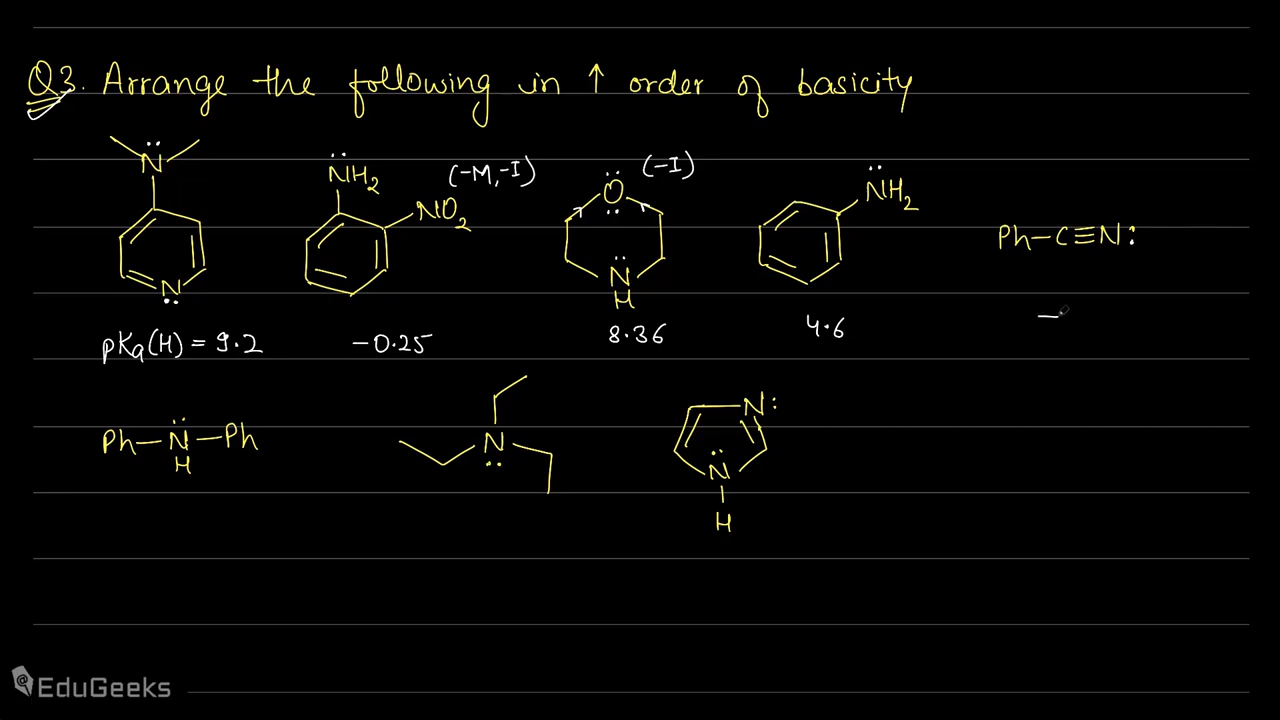 Q3. Arrange the following in ↑ order of basicity
N NH2 NO2 (-M, -I) O (-I) NH2
N N H Ph-C≡N:
pKa(H) = 9.2 -0.25 8.36 4.6 -
Ph-N-Ph N N:
H N
H
EduGeeks